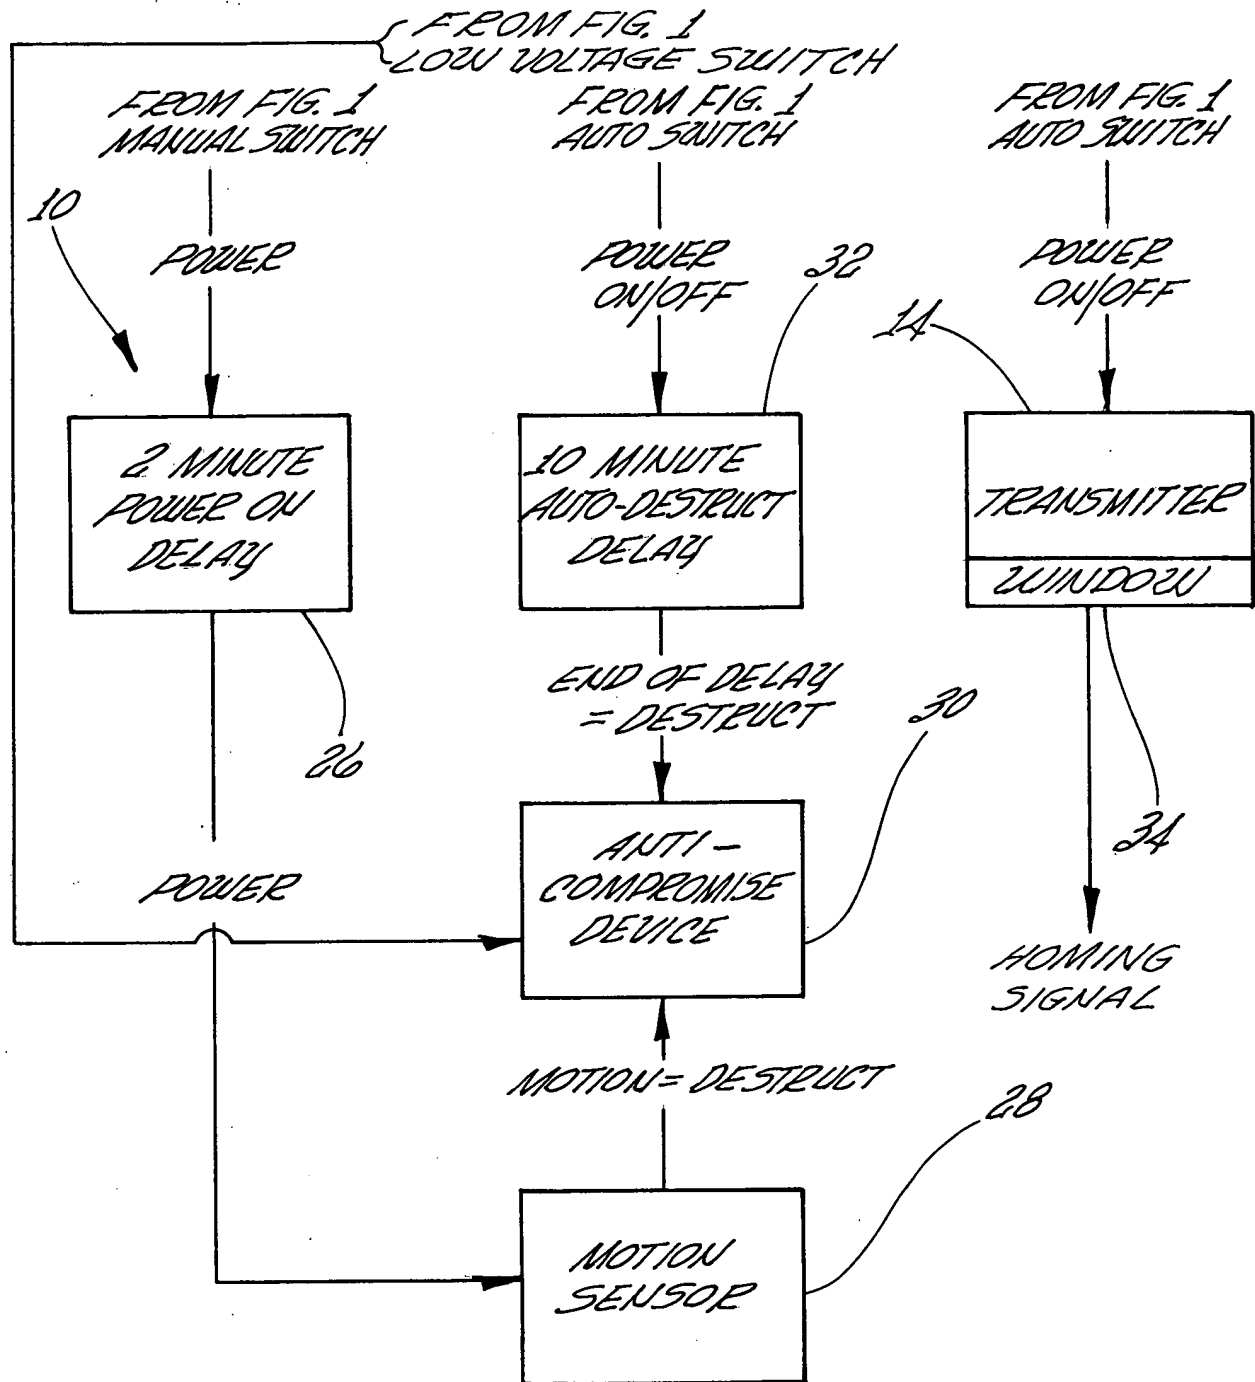 FROM FIG. 1
LOW VOLTAGE SWITCH
FROM FIG. 1
MANUAL SWITCH
FROM FIG. 1
AUTO SWITCH
FROM FIG. 1
AUTO SWITCH
10
POWER
POWER
ON/OFF
32
POWER
ON/OFF
14
2 MINUTE
POWER ON
DELAY
10 MINUTE
AUTO-DESTRUCT
DELAY
TRANSMITTER
WINDOW
26
END OF DELAY
= DESTRUCT
30
34
POWER
ANTI-
COMPROMISE
DEVICE
HOMING
SIGNAL
MOTION = DESTRUCT
28
MOTION
SENSOR